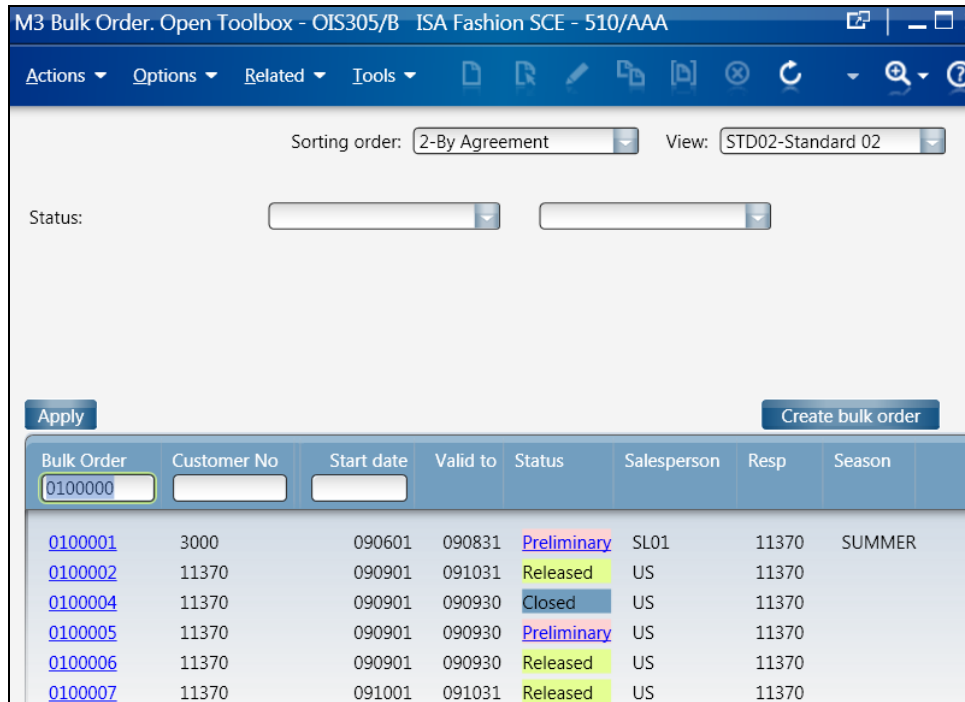 M3 Bulk Order. Open Toolbox - OIS305/B ISA Fashion SCE - 510/AAA
Actions Options Related Tools
Sorting order: 2-By Agreement View: STD02-Standard 02
Status:
Apply Create bulk order
Bulk Order Customer No Start date Valid to Status Salesperson Resp Season
0100000
0100001 3000 090601 090831 Preliminary SL01 11370 SUMMER
0100002 11370 090901 091031 Released US 11370
0100004 11370 090901 090930 Closed US 11370
0100005 11370 090901 090930 Preliminary US 11370
0100006 11370 090901 090930 Released US 11370
0100007 11370 091001 091031 Released US 11370